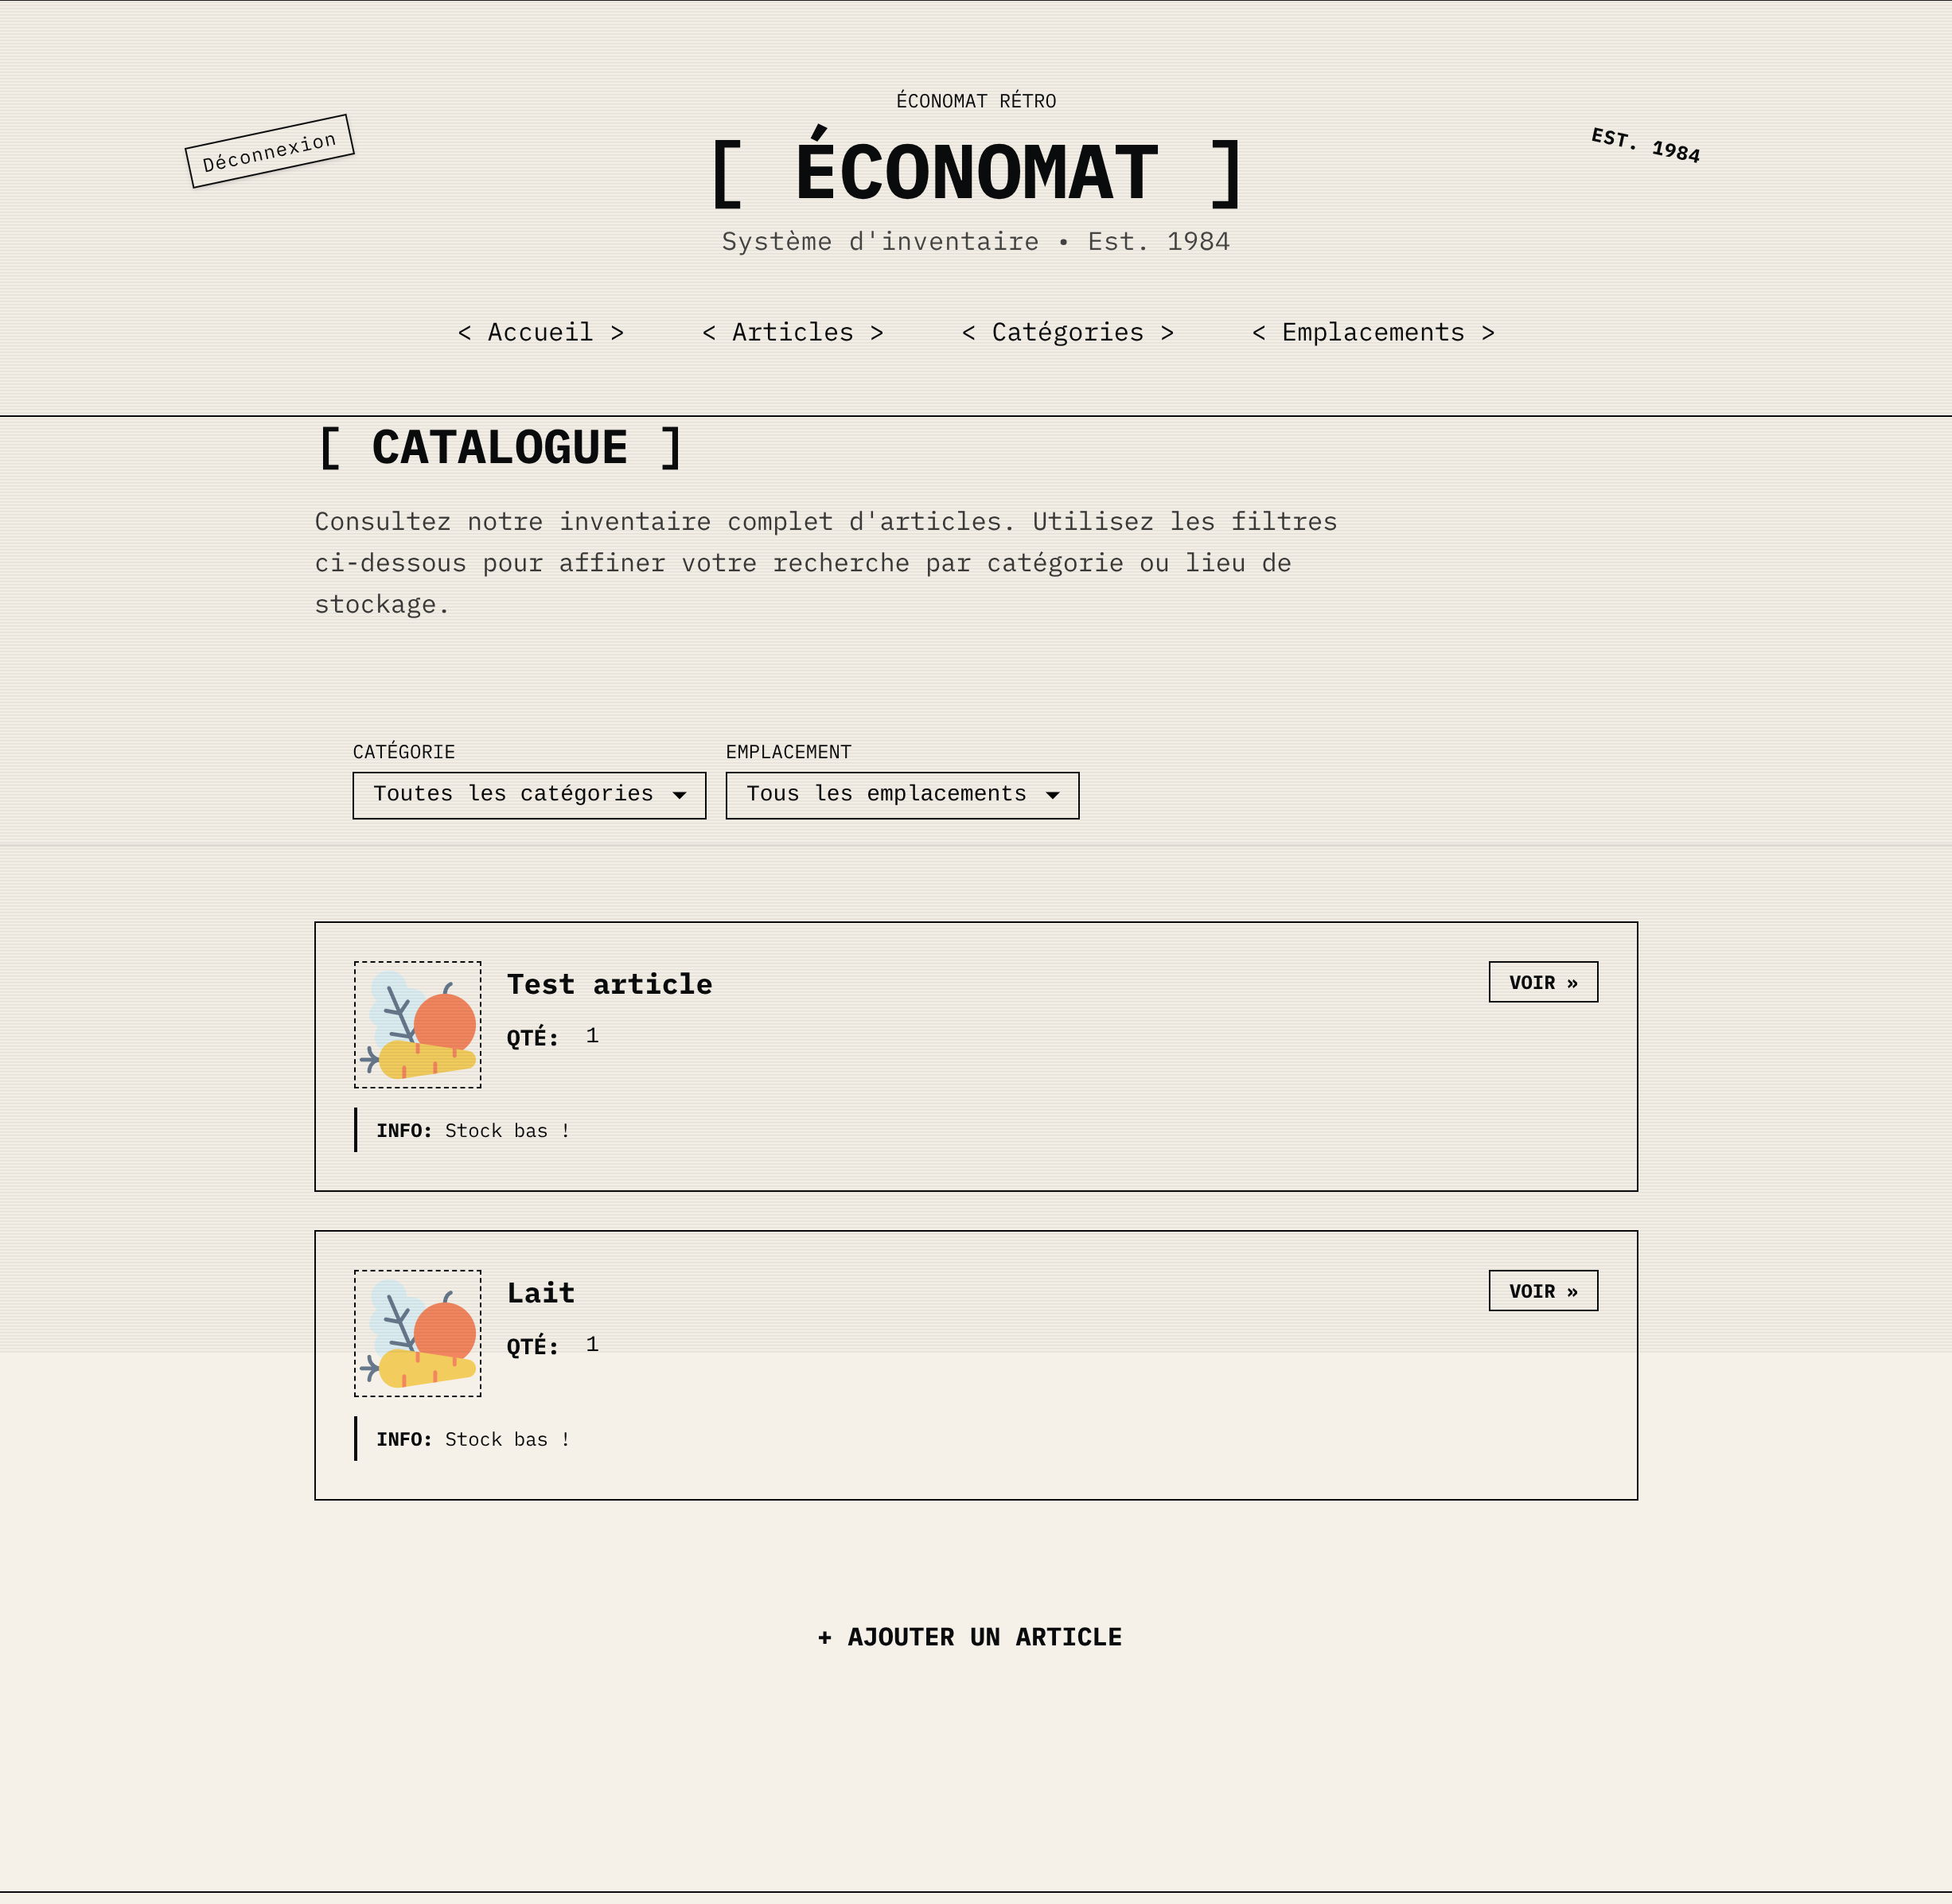 ÉCONOMAT RÉTRO
Déconnexion
EST. 1984
[ ÉCONOMAT ]
Système d'inventaire • Est. 1984
< Accueil >
< Articles >
< Catégories >
< Emplacements >
[ CATALOGUE ]
Consultez notre inventaire complet d'articles. Utilisez les filtres
ci-dessous pour affiner votre recherche par catégorie ou lieu de
stockage.
CATÉGORIE
Toutes les catégories
EMPLACEMENT
Tous les emplacements
Test article
VOIR »
QTÉ: 1
INFO: Stock bas !
Lait
VOIR »
QTÉ: 1
INFO: Stock bas !
+ AJOUTER UN ARTICLE